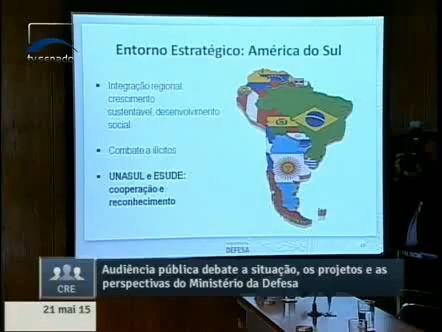 tv senado
Entorno Estratégico: América do Sul
Integração regional:
crescimento
sustentável, desenvolvimento
social
Combate a ilícitos
UNASUL e ESUDE:
cooperação e
reconhecimento
DEFESA
CRE
Audiência pública debate a situação, os projetos e as
perspectivas do Ministério da Defesa
21 mai 15